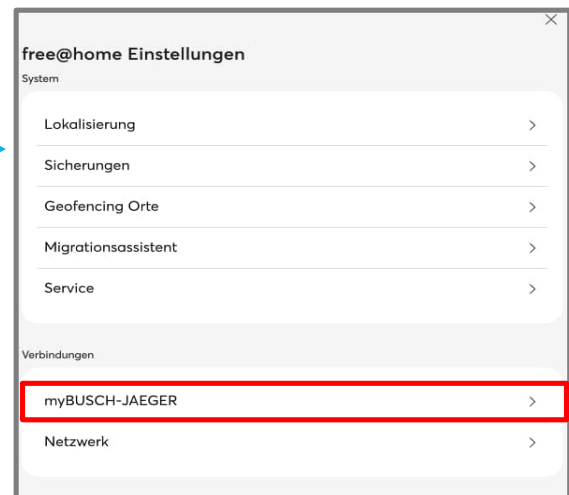 free@home Einstellungen
System
Lokalisierung
Sicherungen
Geofencing Orte
Migrationsassistent
Service
Verbindungen
myBUSCH-JAEGER
Netzwerk